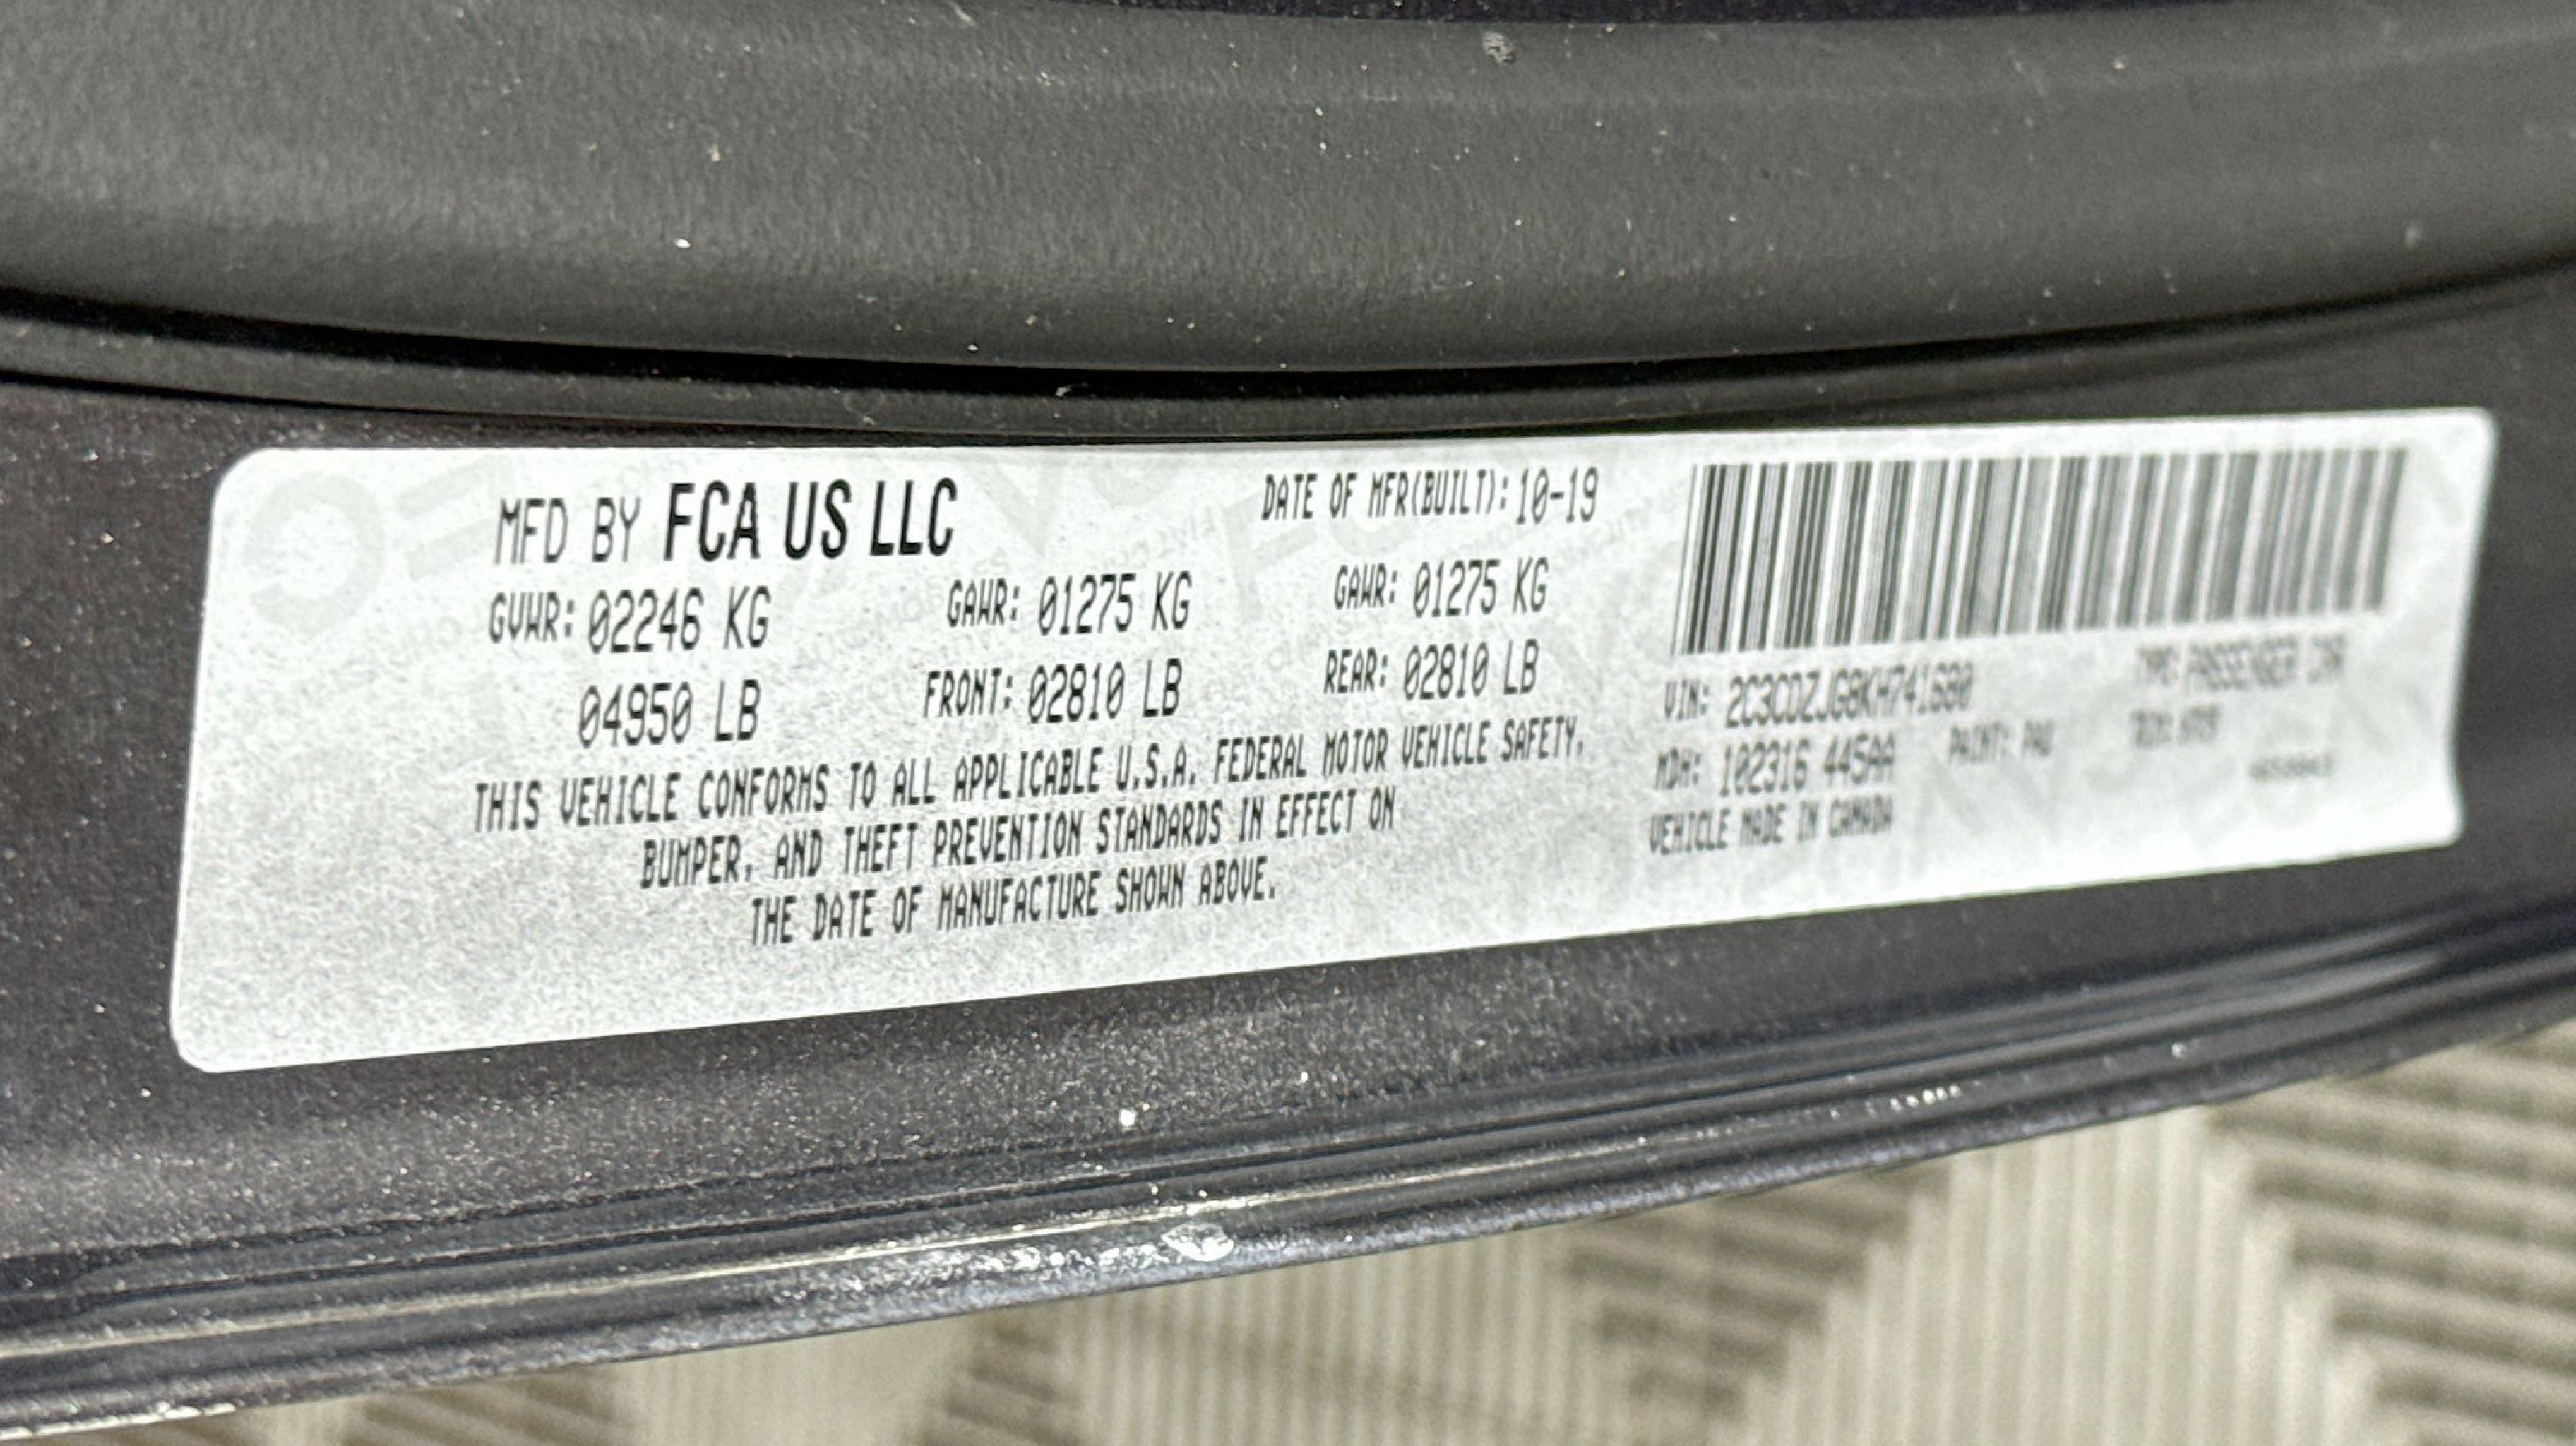 MFD BY FCA US LLC
DATE OF MFR(BUILT): 10-19
GVWR: 02246 KG
GAWR: 01275 KG
GAWR: 01275 KG
04950 LB
FRONT: 02810 LB
REAR: 02810 LB
THIS VEHICLE CONFORMS TO ALL APPLICABLE U.S.A. FEDERAL MOTOR VEHICLE SAFETY,
BUMPER, AND THEFT PREVENTION STANDARDS IN EFFECT ON
THE DATE OF MANUFACTURE SHOWN ABOVE.
VIN: 2C3CDZJG8KH741680
PASSENGER CAR
MDH: 102316 445AA
PAINT: PAU
VEHICLE MADE IN CANADA